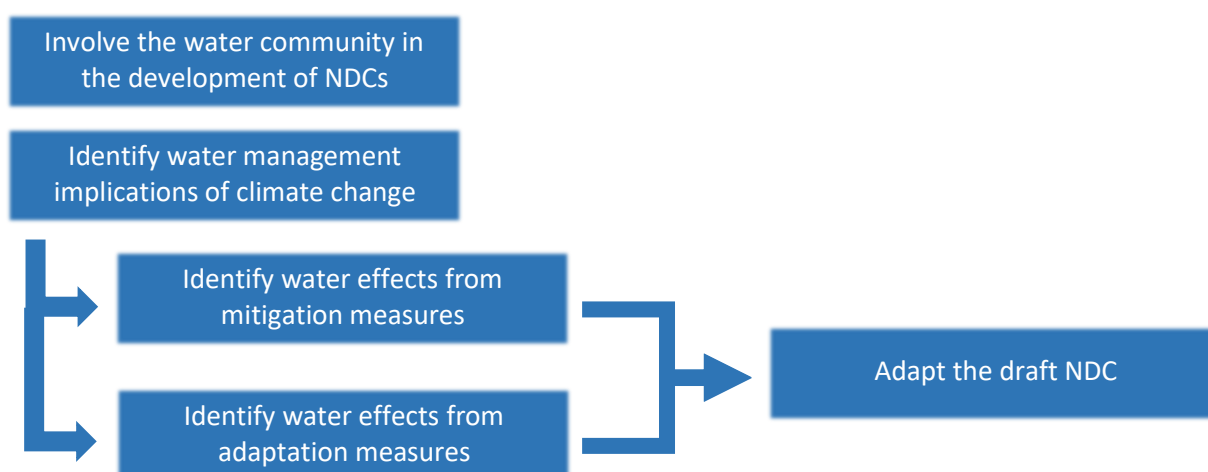 Involve the water community in
the development of NDCs
Identify water management
implications of climate change
Identify water effects from
mitigation measures
Identify water effects from
adaptation measures
Adapt the draft NDC